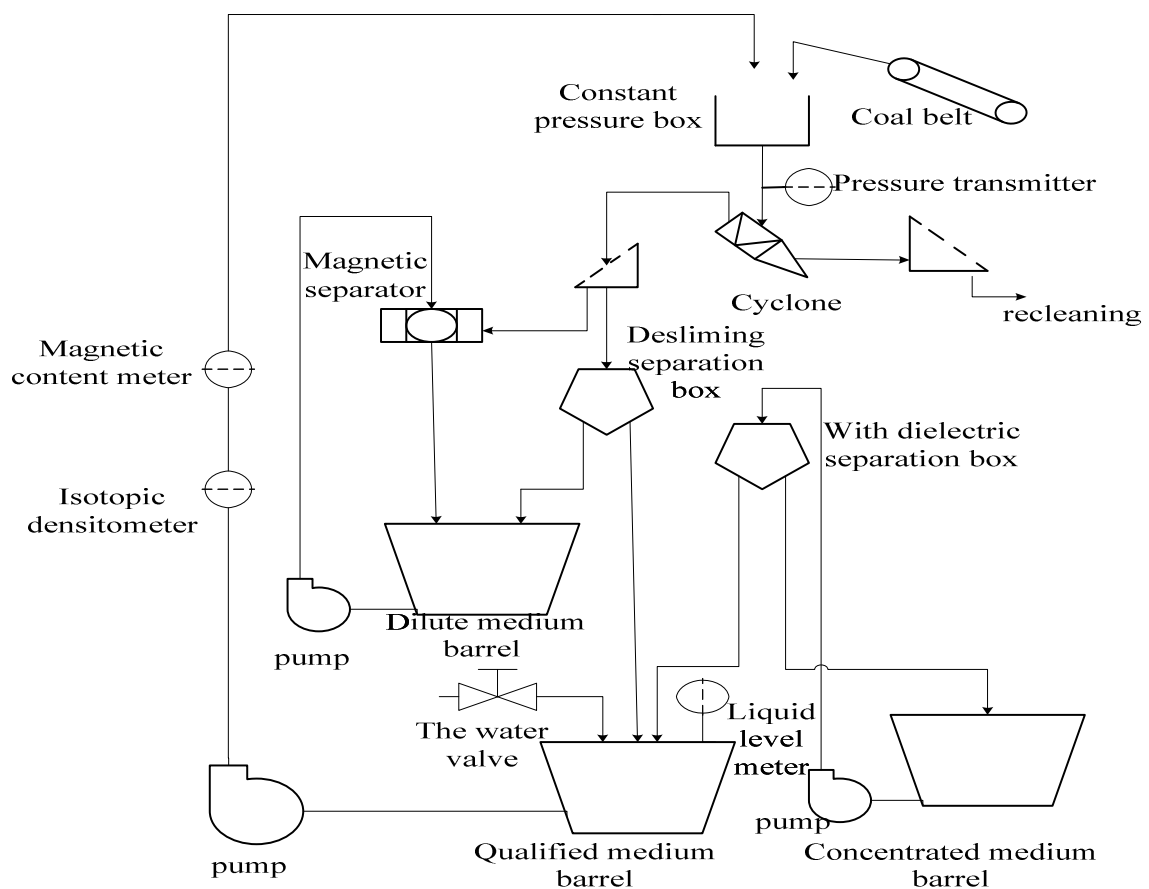 Constant
pressure box
Coal belt
Pressure transmitter
Magnetic
separator
Cyclone
recleaning
Desliming
separation
box
Magnetic
content meter
With dielectric
separation box
Isotopic
densitometer
Dilute medium
barrel
pump
The water
valve
Liquid
level
meter
pump
pump
Qualified medium
barrel
Concentrated medium
barrel